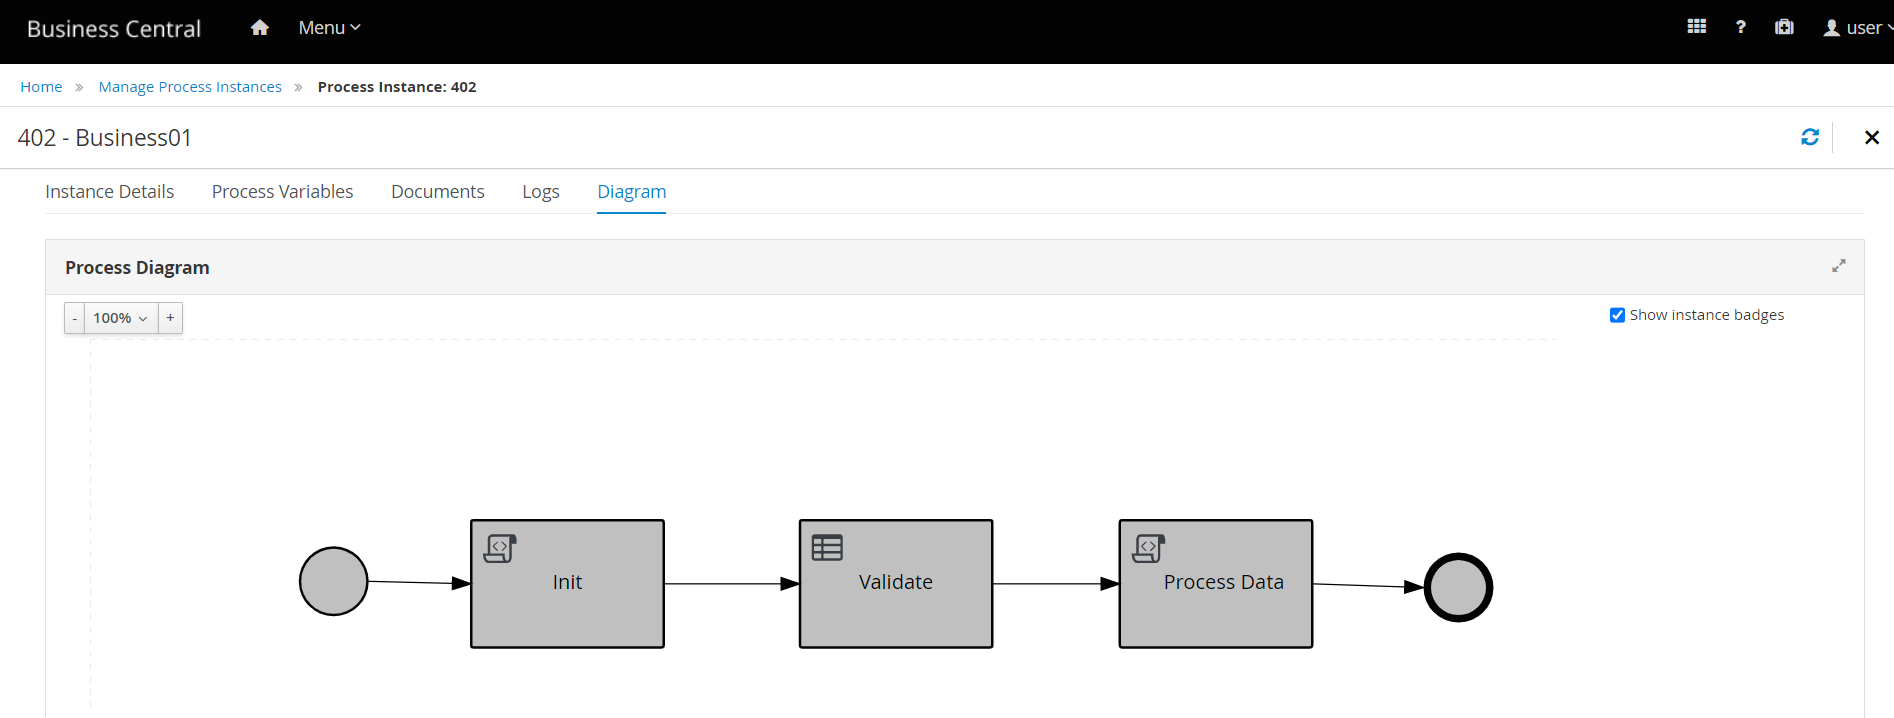 Business Central Menu ? user
Home » Manage Process Instances » Process Instance: 402
402 - Business01
Instance Details Process Variables Documents Logs Diagram
Process Diagram
- 100% + Show instance badges
Init Validate Process Data